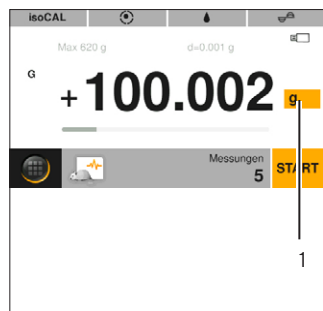 isoCAL
Max 620 g d=0.001 g
G
+100.002 g
Messungen
5
START
1